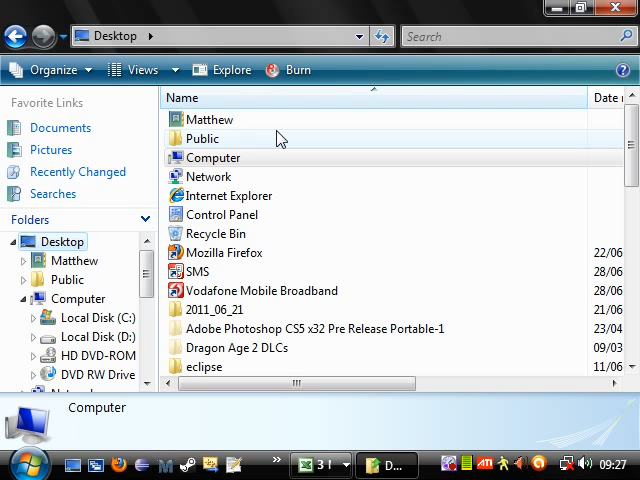 Desktop
Search
Organize Views Explore Burn
Favorite Links
Documents
Pictures
Recently Changed
Searches
Folders
Desktop
Matthew
Public
Computer
Local Disk (C:)
Local Disk (D:)
HD DVD-ROM
DVD RW Drive
Name
Matthew
Public
Computer
Network
Internet Explorer
Control Panel
Recycle Bin
Mozilla Firefox 22/06
SMS 28/06
Vodafone Mobile Broadband 28/06
2011_06_21 21/06
Adobe Photoshop CS5 x32 Pre Release Portable-1 23/04
Dragon Age 2 DLCs 09/03
eclipse 11/06
Computer
3 I
D...
ATI
09:27